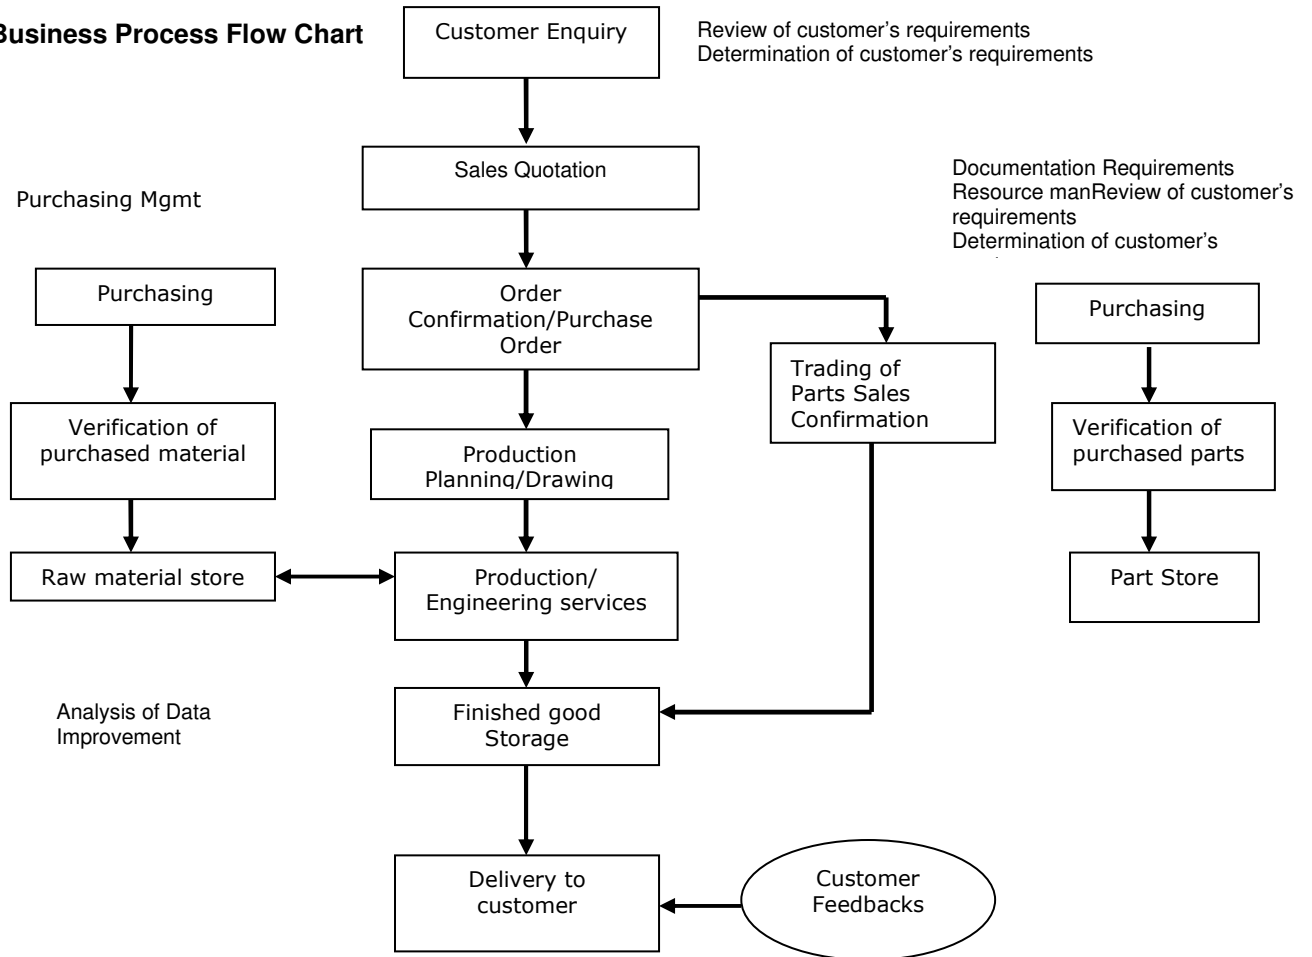 Business Process Flow Chart
Customer Enquiry
Review of customer's requirements
Determination of customer's requirements
Sales Quotation
Documentation Requirements
Resource manReview of customer's
requirements
Determination of customer's
Purchasing Mgmt
Purchasing
Order
Confirmation/Purchase
Order
Purchasing
Trading of
Parts Sales
Confirmation
Verification of
purchased material
Production
Planning/Drawing
Verification of
purchased parts
Raw material store
Production/
Engineering services
Part Store
Analysis of Data
Improvement
Finished good
Storage
Delivery to
customer
Customer
Feedbacks